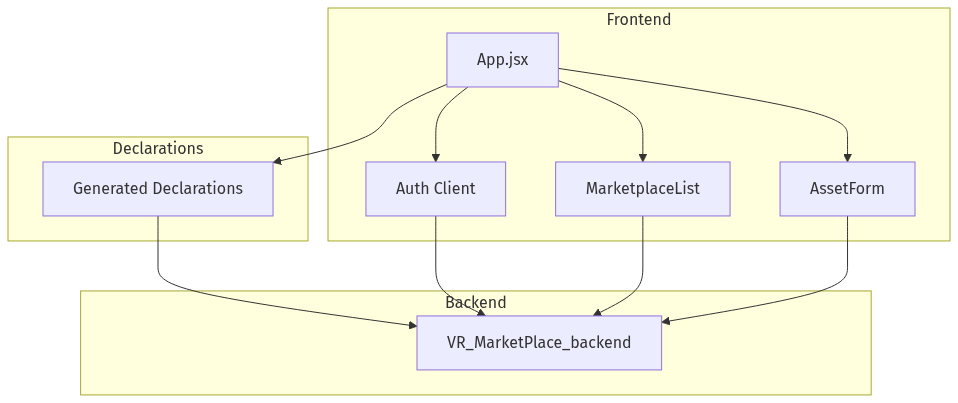 Frontend
App.jsx
Declarations
Generated Declarations
Auth Client
MarketplaceList
AssetForm
Backend
VR_MarketPlace_backend